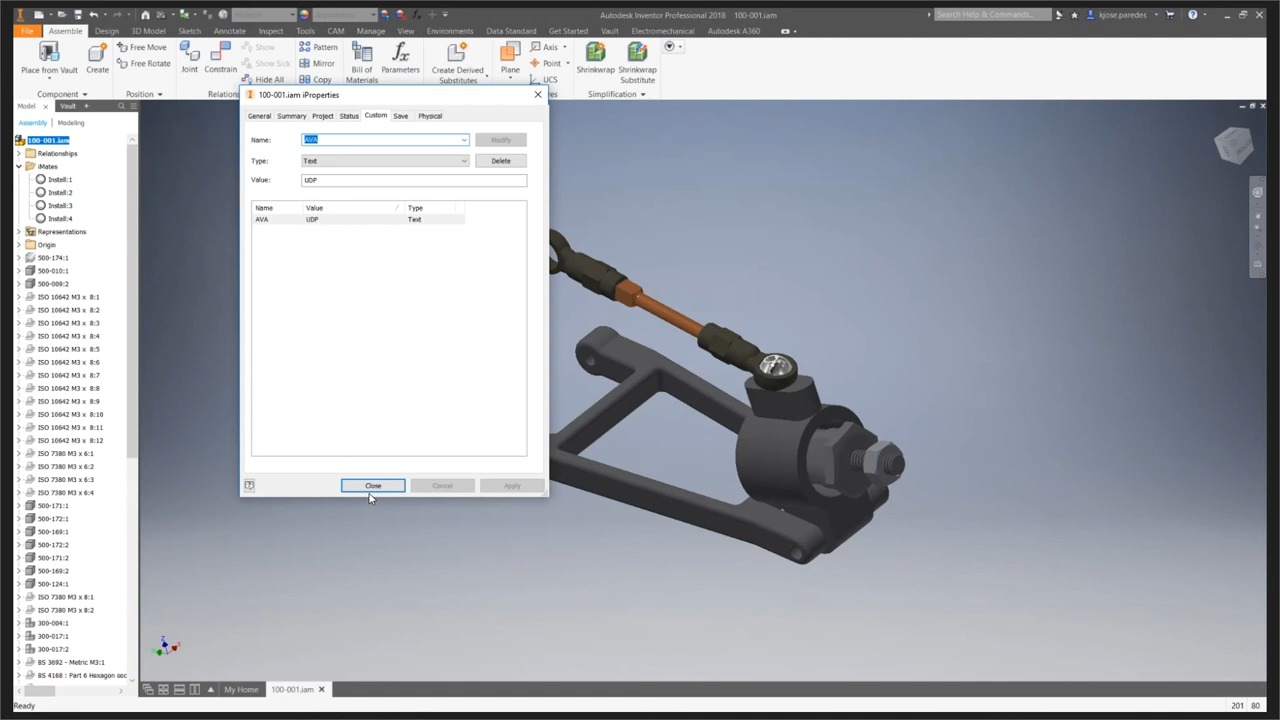 Autodesk Inventor Professional 2018 100-001.iam
Search Help & Commands...
kjose.paredes
File Assemble Design 3D Model Sketch Annotate Inspect Tools CAM Manage View Environments Data Standard Get Started Vault Electromechanical Autodesk A360
Place from Vault
Create
Free Move
Free Rotate
Joint
Constrain
Show
Show Sick
Hide All
Pattern
Mirror
Copy
Bill of Materials
Parameters
Create Derived Substitutes
Plane
Axis
Point
UCS
Shrinkwrap
Shrinkwrap Substitute
Component
Position
Simplification
Model
Vault
Assembly
Modeling
100-001.iam
Relationships
iMates
Install:1
Install:2
Install:3
Install:4
Representations
Origin
500-174:1
500-010:1
500-009:2
ISO 10642 M3 x 8:1
ISO 10642 M3 x 8:2
ISO 10642 M3 x 8:3
ISO 10642 M3 x 8:4
ISO 10642 M3 x 8:5
ISO 10642 M3 x 8:6
ISO 10642 M3 x 8:7
ISO 10642 M3 x 8:8
ISO 10642 M3 x 8:9
ISO 10642 M3 x 8:10
ISO 10642 M3 x 8:11
ISO 10642 M3 x 8:12
ISO 7380 M3 x 6:1
ISO 7380 M3 x 6:2
ISO 7380 M3 x 6:3
ISO 7380 M3 x 6:4
500-171:1
500-172:1
500-169:1
500-172:2
500-171:2
500-169:2
500-124:1
ISO 7380 M3 x 8:1
ISO 7380 M3 x 8:2
300-004:1
300-017:1
300-017:2
BS 3692 - Metric M3:1
BS 4168 : Part 6 Hexagon soc
100-001.iam iProperties
General Summary Project Status Custom Save Physical
Name: AVA Modify
Type: Text Delete
Value: UDP
Name Value Type
AVA UDP Text
Close Cancel Apply
My Home 100-001.iam
Ready
201 80